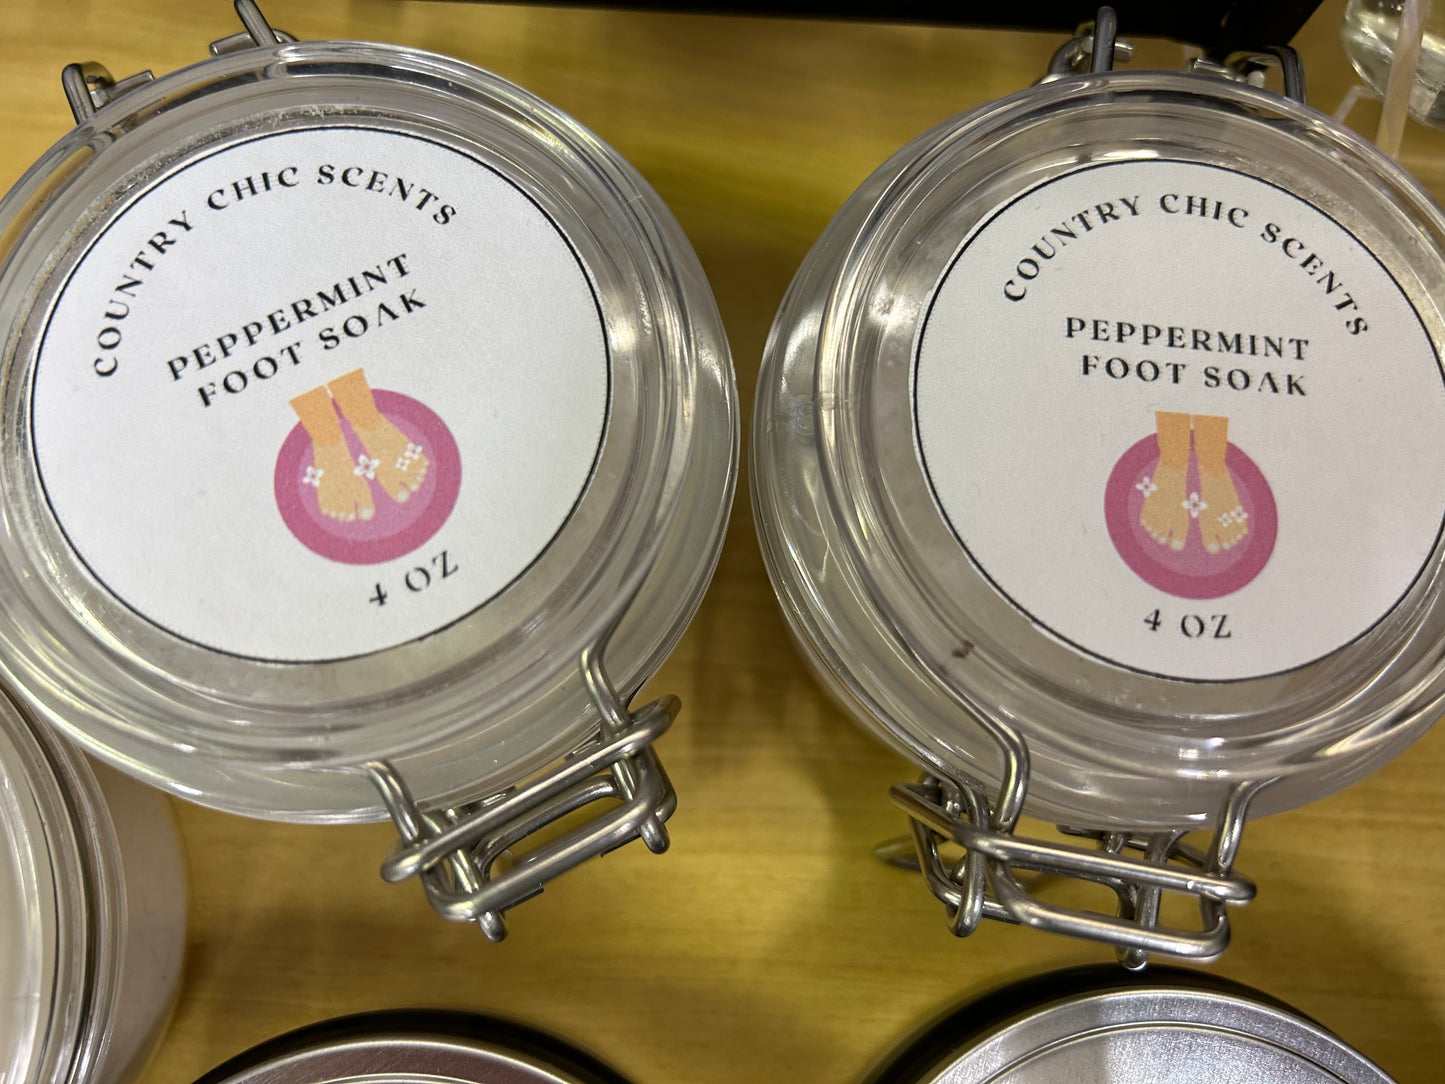 COUNTRY CHIC SCENTS
PEPPERMINT
FOOT SOAK
4 OZ
COUNTRY CHIC SCENTS
PEPPERMINT
FOOT SOAK
4 OZ